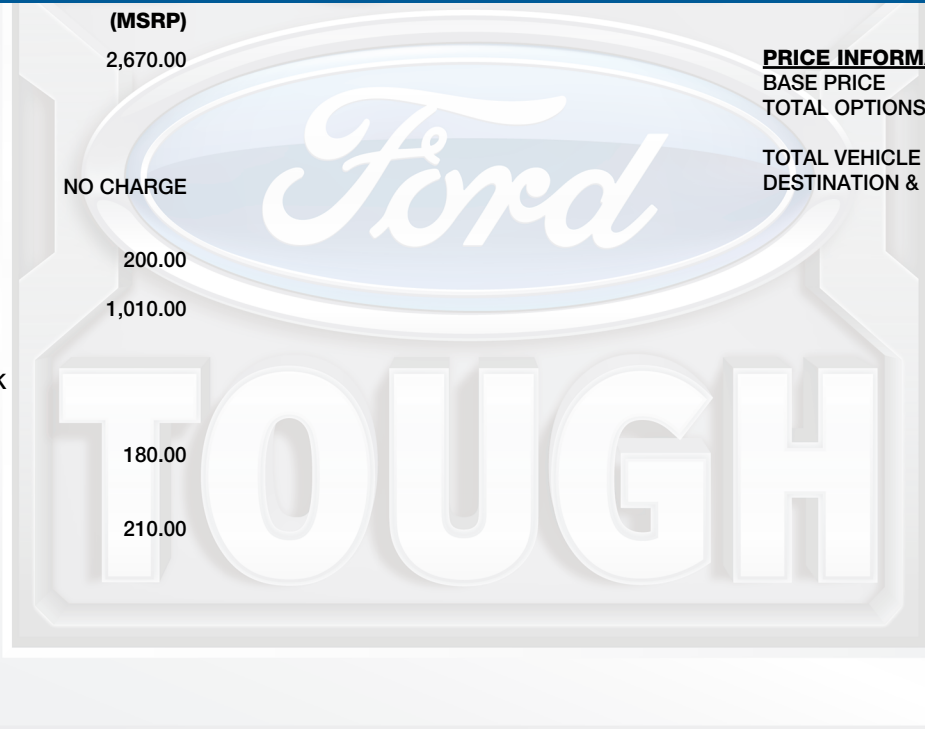 (MSRP)
2,670.00
NO CHARGE
200.00
1,010.00
180.00
210.00
PRICE INFORM
BASE PRICE
TOTAL OPTIONS
TOTAL VEHICLE
DESTINATION &
Ford
TOUGH